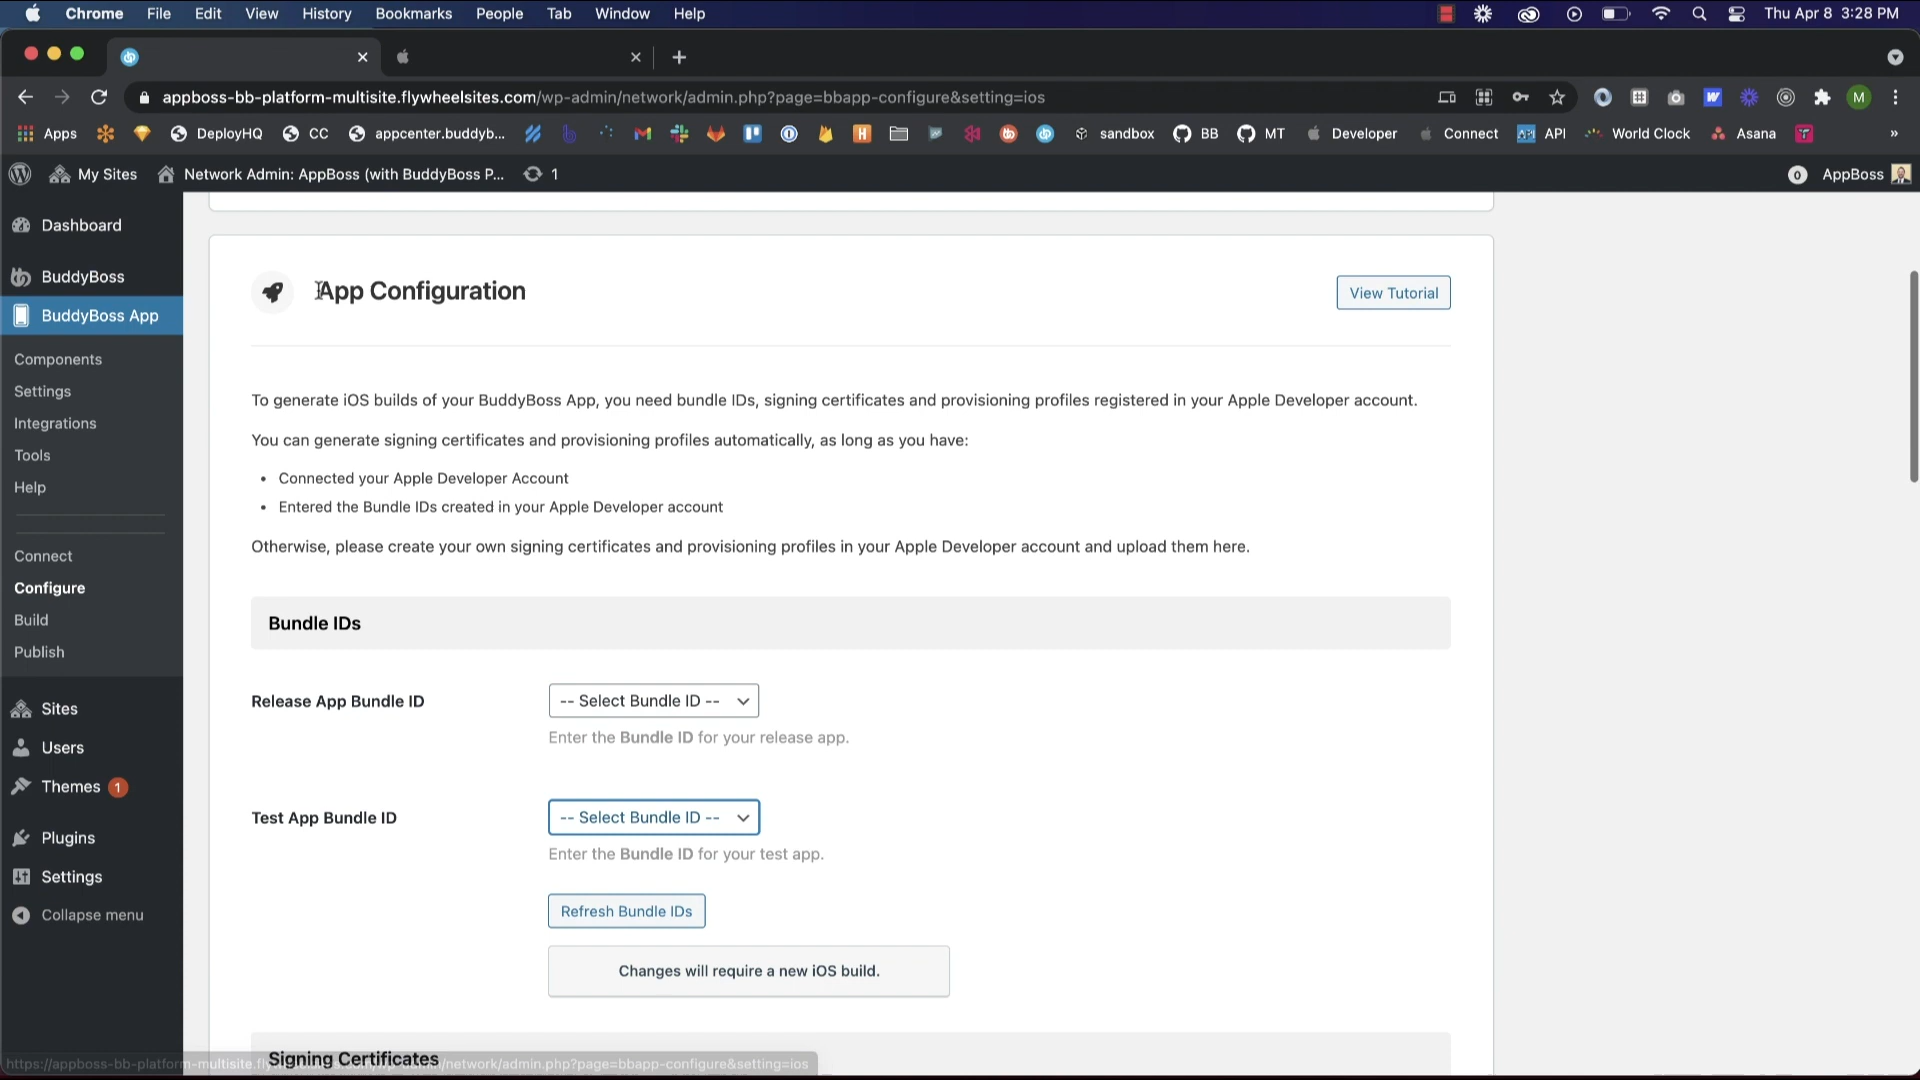 Chrome File Edit View History Bookmarks People Tab Window Help Thu Apr 8 3:28 PM
appboss-bb-platform-multisite.flywheelsites.com/wp-admin/network/admin.php?page=bbapp-configure&setting=ios M
Apps DeployHQ CC appcenter.buddyb... sandbox BB MT Developer Connect API World Clock Asana »
My Sites Network Admin: AppBoss (with BuddyBoss P... 1 0 AppBoss
Dashboard
BuddyBoss
BuddyBoss App
Components
Settings
Integrations
Tools
Help
Connect
Configure
Build
Publish
Sites
Users
Themes 1
Plugins
Settings
Collapse menu
App Configuration
View Tutorial
To generate iOS builds of your BuddyBoss App, you need bundle IDs, signing certificates and provisioning profiles registered in your Apple Developer account.
You can generate signing certificates and provisioning profiles automatically, as long as you have:
• Connected your Apple Developer Account
• Entered the Bundle IDs created in your Apple Developer account
Otherwise, please create your own signing certificates and provisioning profiles in your Apple Developer account and upload them here.
Bundle IDs
Release App Bundle ID
-- Select Bundle ID --
Enter the Bundle ID for your release app.
Test App Bundle ID
-- Select Bundle ID --
Enter the Bundle ID for your test app.
Refresh Bundle IDs
Changes will require a new iOS build.
Signing Certificates